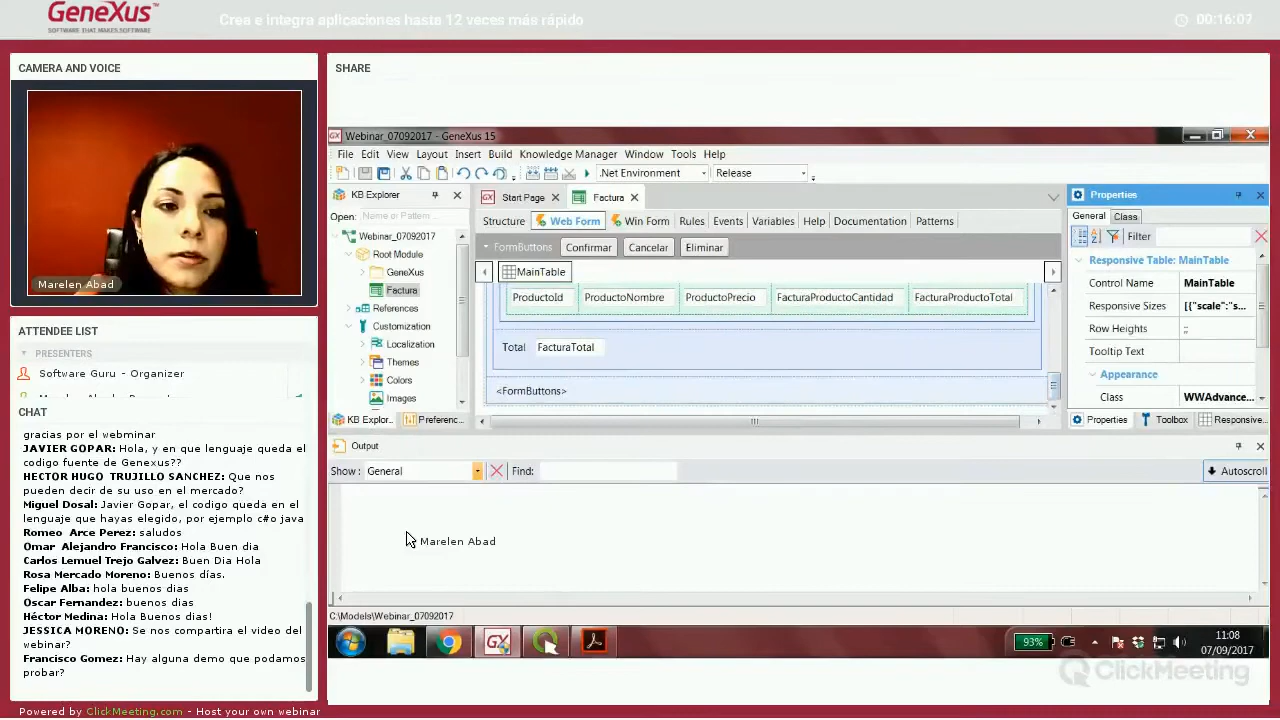 GeneXus™
SOFTWARE THAT MAKES SOFTWARE
Crea e integra aplicaciones hasta 12 veces más rápido
00:16:07
CAMERA AND VOICE
Marelen Abad
ATTENDEE LIST
PRESENTERS
Software Guru - Organizer
CHAT
gracias por el webminar
JAVIER GOPAR: Hola, y en que lenguaje queda el
codigo fuente de Genexus??
HECTOR HUGO TRUJILLO SANCHEZ: Que nos
pueden decir de su uso en el mercado?
Miguel Dosal: Javier Gopar, el codigo queda en el
lenguaje que hayas elegido, por ejemplo c#o java
Romeo Arce Perez: saludos
Omar Alejandro Francisco: Hola Buen dia
Carlos Lemuel Trejo Galvez: Buen Dia Hola
Rosa Mercado Moreno: Buenos días.
Felipe Alba: hola buenos dias
Oscar Fernandez: buenos dias
Héctor Medina: Hola Buenos dias!
JESSICA MORENO: Se nos compartira el video del
webinar?
Francisco Gomez: Hay alguna demo que podamos
probar?
Powered by ClickMeeting.com - Host your own webinar
SHARE
GX Webinar_07092017 - GeneXus 15
File Edit View Layout Insert Build Knowledge Manager Window Tools Help
.Net Environment Release
KB Explorer
Open: Name or Pattern...
Webinar_07092017
Root Module
GeneXus
Factura
References
Customization
Localization
Themes
Colors
Images
KB Explor... Preferenc...
GX Start Page Factura
Structure Web Form Win Form Rules Events Variables Help Documentation Patterns
FormButtons Confirmar Cancelar Eliminar
MainTable
ProductoId ProductoNombre ProductoPrecio FacturaProductoCantidad FacturaProductoTotal
Total FacturaTotal
<FormButtons>
Properties
General Class
Filter
Responsive Table: MainTable
Control Name MainTable
Responsive Sizes [{"scale":"s...
Row Heights ;;
Tooltip Text
Appearance
Class WWAdvance...
Properties Toolbox Responsive...
Output
Show: General Find: Autoscroll
Marelen Abad
C:\Models\Webinar_07092017
GX
93%
11:08
07/09/2017
ClickMeeting